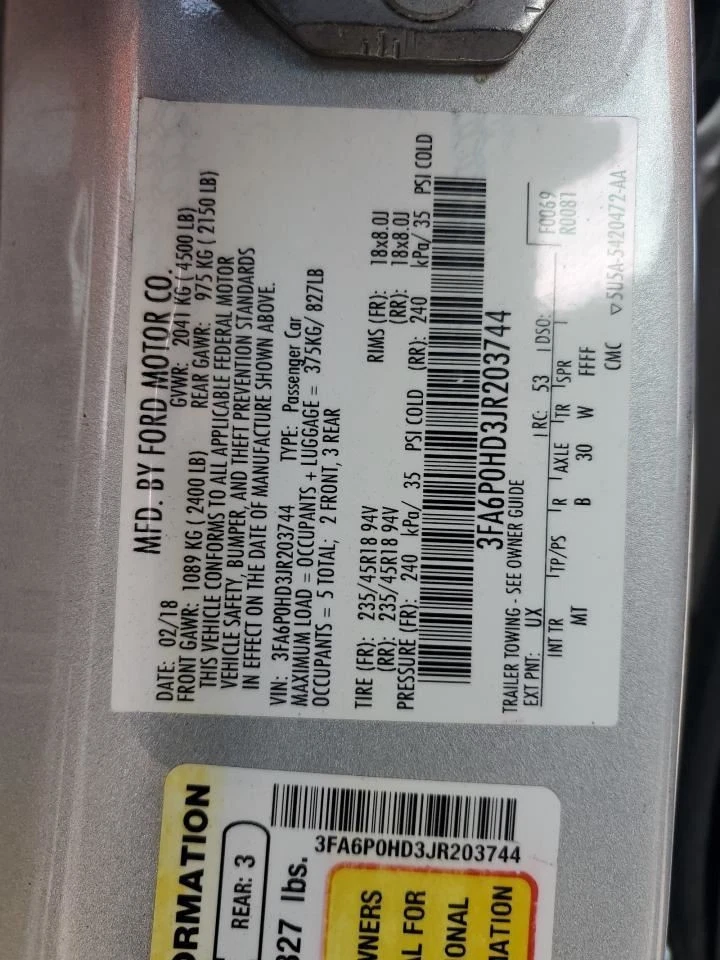 MFD. BY FORD MOTOR CO.
DATE: 02/18 GVWR: 2041 KG ( 4500 LB)
FRONT GAWR: 1089 KG ( 2400 LB) REAR GAWR: 975 KG ( 2150 LB)
THIS VEHICLE CONFORMS TO ALL APPLICABLE FEDERAL MOTOR
VEHICLE SAFETY, BUMPER, AND THEFT PREVENTION STANDARDS
IN EFFECT ON THE DATE OF MANUFACTURE SHOWN ABOVE.
VIN: 3FA6P0HD3JR203744 TYPE: Passenger Car
MAXIMUM LOAD = OCCUPANTS + LUGGAGE = 375KG/ 827LB
OCCUPANTS = 5 TOTAL; 2 FRONT, 3 REAR
TIRE (FR): 235/45R18 94V RIMS (FR): 18x8.0J
(RR): 235/45R18 94V (RR): 18x8.0J
PRESSURE (FR): 240 kPa/ 35 PSI COLD (RR): 240 kPa/ 35 PSI COLD
3FA6P0HD3JR203744
TRAILER TOWING - SEE OWNER GUIDE
F0069
R0087
EXT PNT: UX RC: 53 DSO:
INT TR TP/PS R AXLE TR SPR
MT B 30 W FFFF
CMC ▽5U5A-5420472-AA
ORMATION
REAR: 3
827 lbs.
3FA6P0HD3JR203744
WNERS
AL FOR
ONAL
MATION